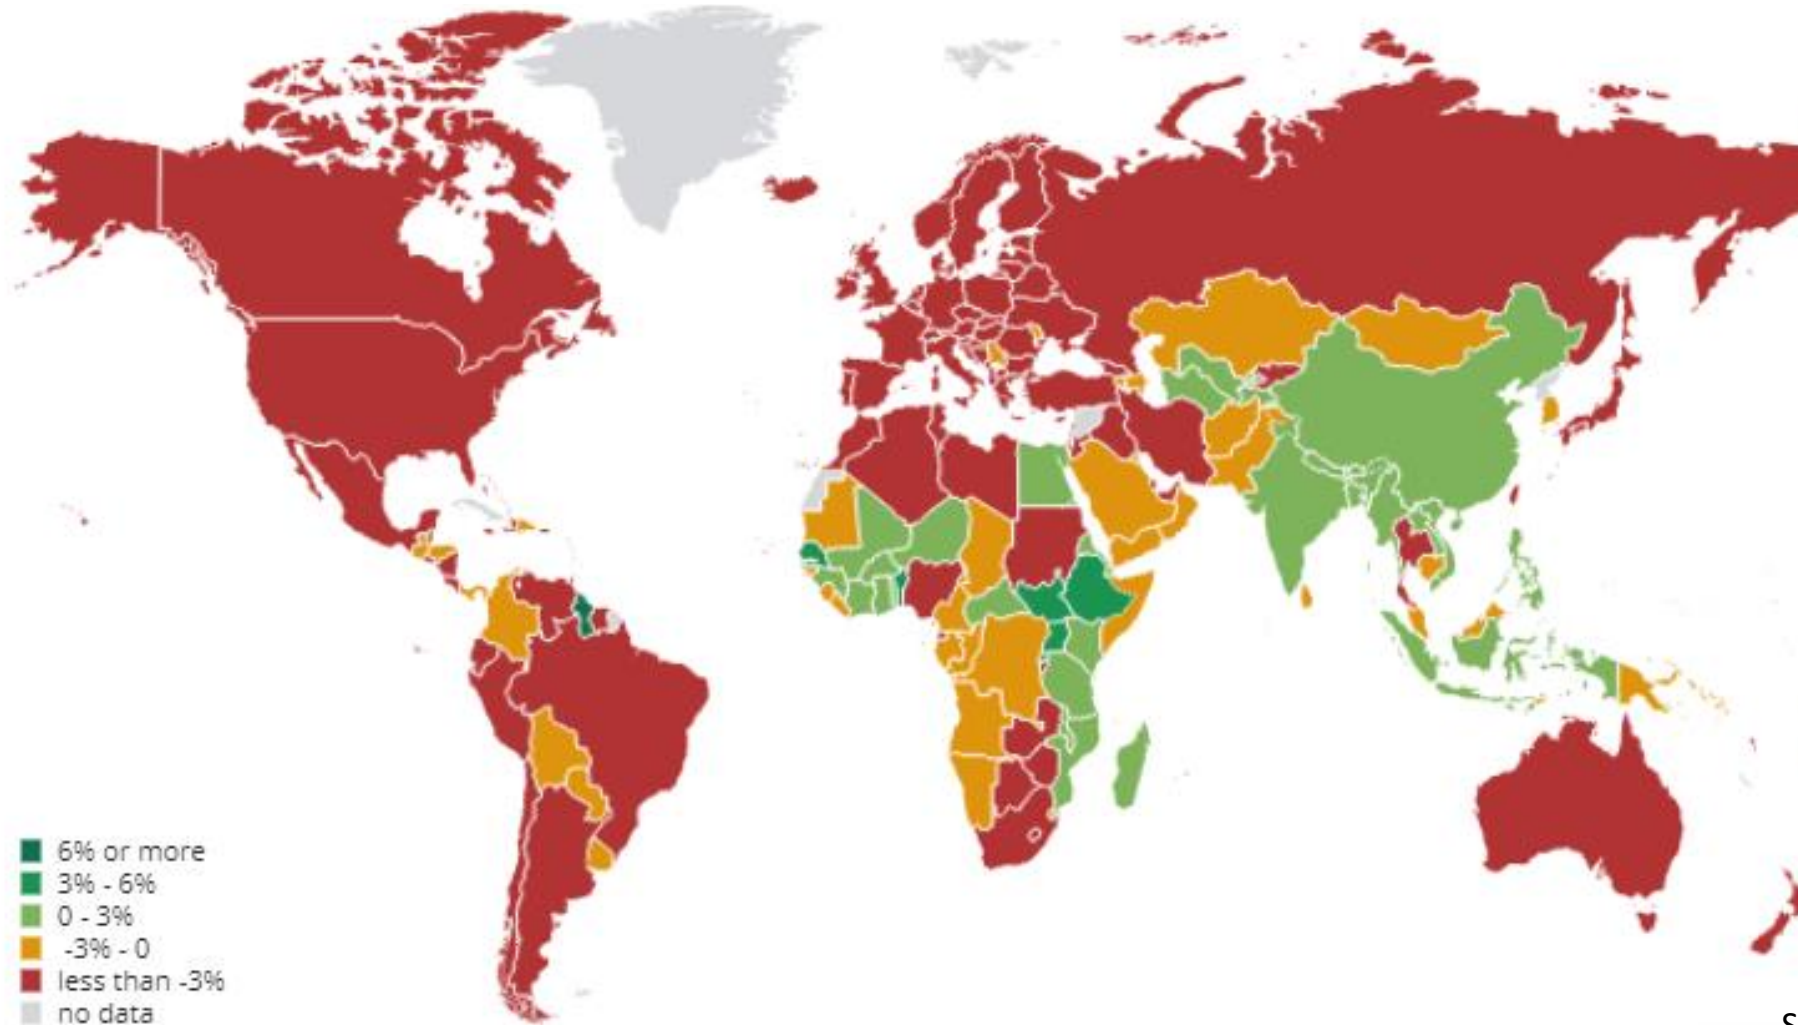 6% or more
3% - 6%
0 - 3%
-3% - 0
less than -3%
no data
s